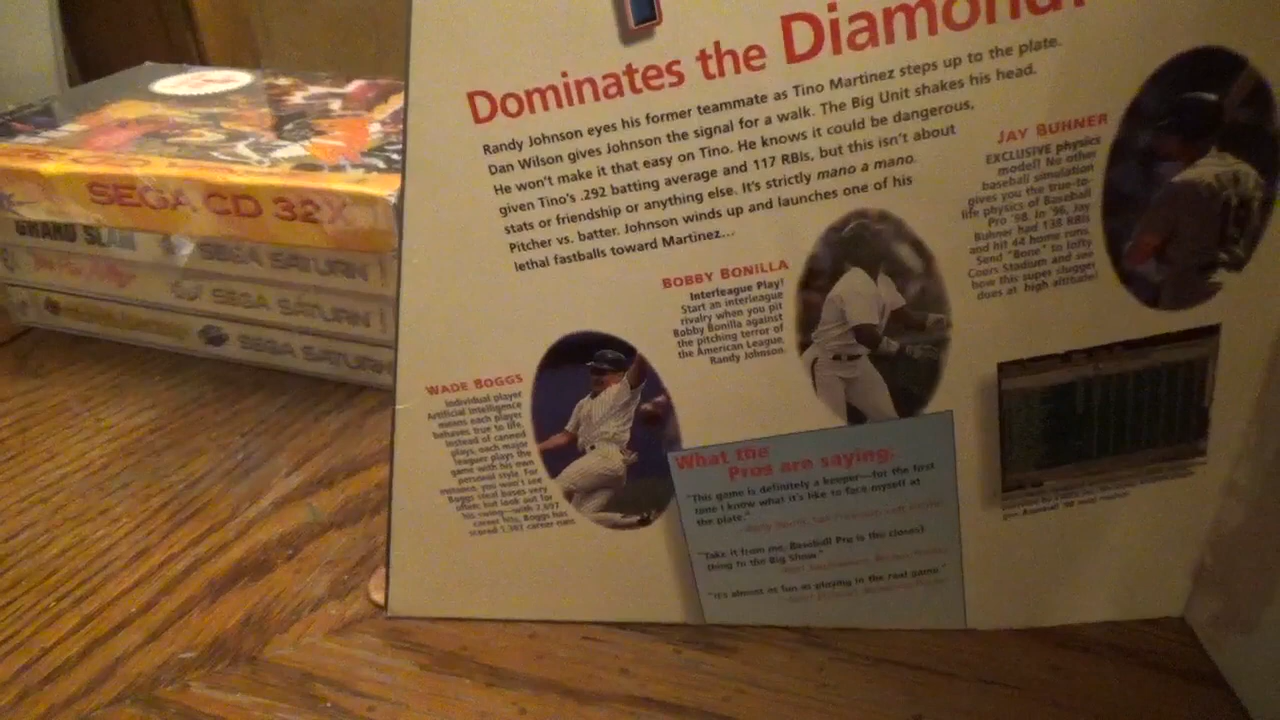 Dominates the Diamond!
Randy Johnson eyes his former teammate as Tino Martinez steps up to the plate.
Dan Wilson gives Johnson the signal for a walk. The Big Unit shakes his head.
He won't make it that easy on Tino. He knows it could be dangerous,
given Tino's .292 batting average and 117 RBIs, but this isn't about
stats or friendship or anything else. It's strictly mano a mano.
Pitcher vs. batter. Johnson winds up and launches one of his
lethal fastballs toward Martinez...
JAY BUHNER
EXCLUSIVE physics
model! No other
baseball simulation
gives you the true-to-
life physics of Baseball
Pro '98. In '96, Jay
Buhner had 138 RBIs
and hit 44 home runs.
Send "Bone" to lofty
Coors Stadium and see
how this super slugger
does at high altitude!
BOBBY BONILLA
Interleague Play!
Start an interleague
rivalry when you pit
Bobby Bonilla against
the pitching terror of
the American League,
Randy Johnson.
WADE BOGGS
Individual player
Artificial Intelligence
means each player
behaves true to life.
Instead of canned
plays, each major
leaguer plays the
game with his own
personal style. For
you won't see
Boggs steal bases very
often, but look out for
his swing—with
career hits, Boggs has
scored career runs.
What the
Pros are saying.
"This game is definitely a keeper—for the first
time I know what it's like to face myself at
the plate."
"Take it from me, Baseball Pro is the closest
thing to the Big Show."
"It's almost as fun as playing in the real game."
SEGA CD 32X
GRAND SLAM SEGA SATURN
SEGA SATURN
SEGA SATURN